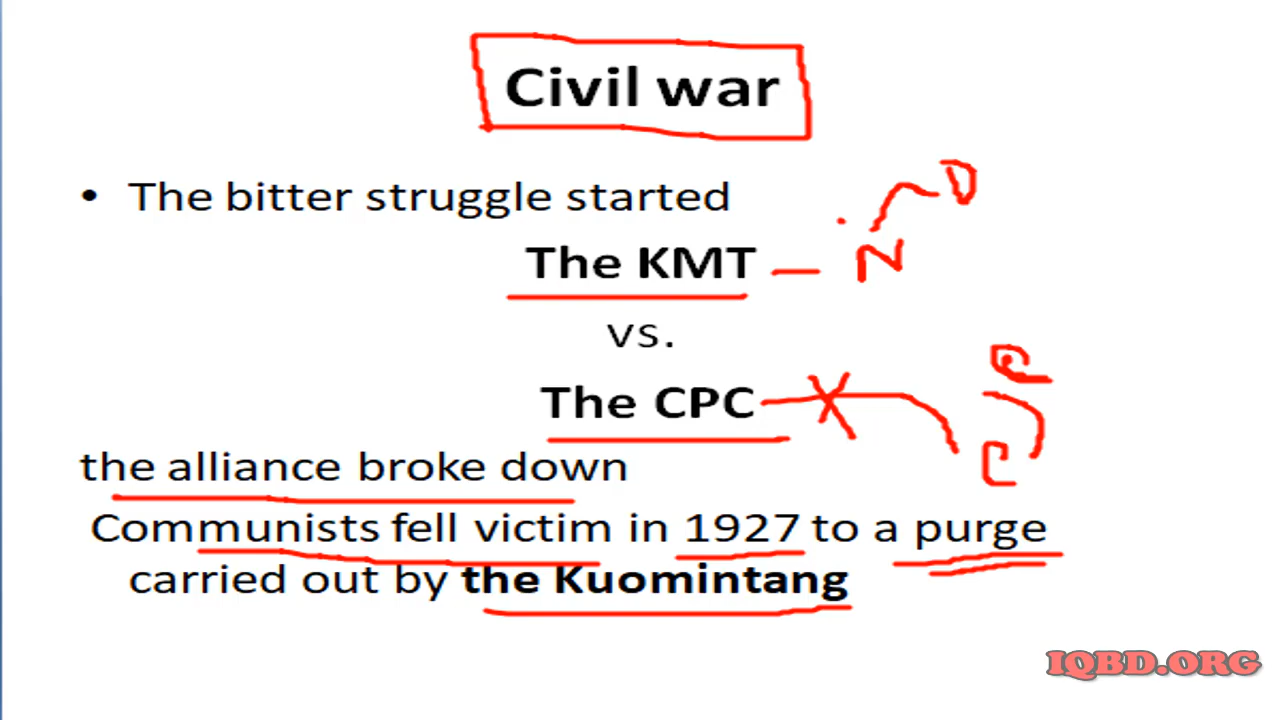 Civil war
• The bitter struggle started
D
The KMT — N
vs.
The CPC
C
the alliance broke down
Communists fell victim in 1927 to a purge
carried out by the Kuomintang
IQBD.ORG